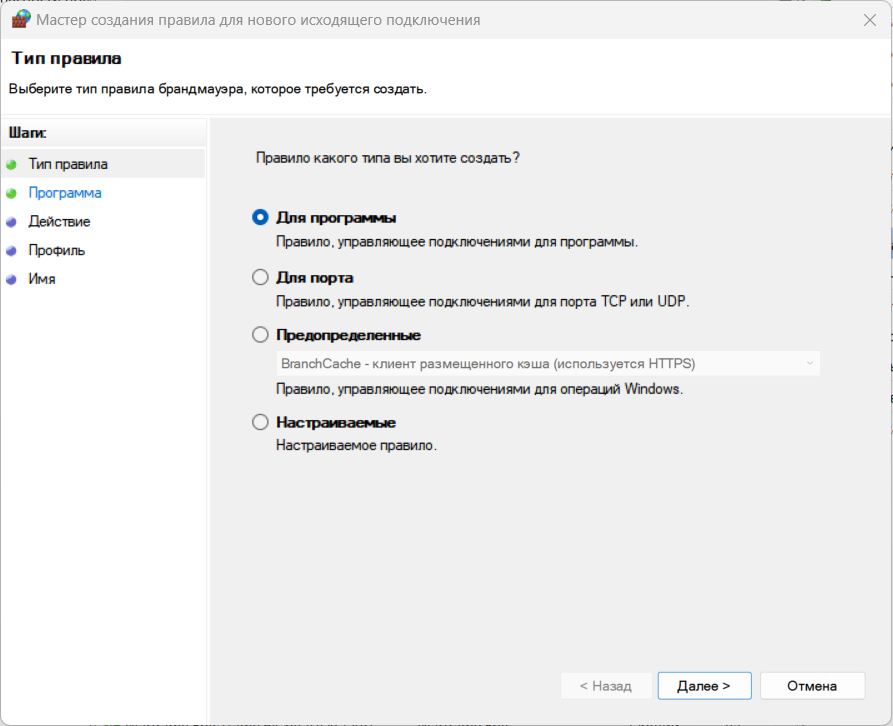 Мастер создания правила для нового исходящего подключения
Тип правила
Выберите тип правила брандмауэра, которое требуется создать.
Шаги:
Тип правила
Программа
Действие
Профиль
Имя
Правило какого типа вы хотите создать?
Для программы
Правило, управляющее подключениями для программы.
Для порта
Правило, управляющее подключениями для порта TCP или UDP.
Предопределенные
BranchCache - клиент размещенного кэша (используется HTTPS)
Правило, управляющее подключениями для операций Windows.
Настраиваемые
Настраиваемое правило.
< Назад
Далее >
Отмена